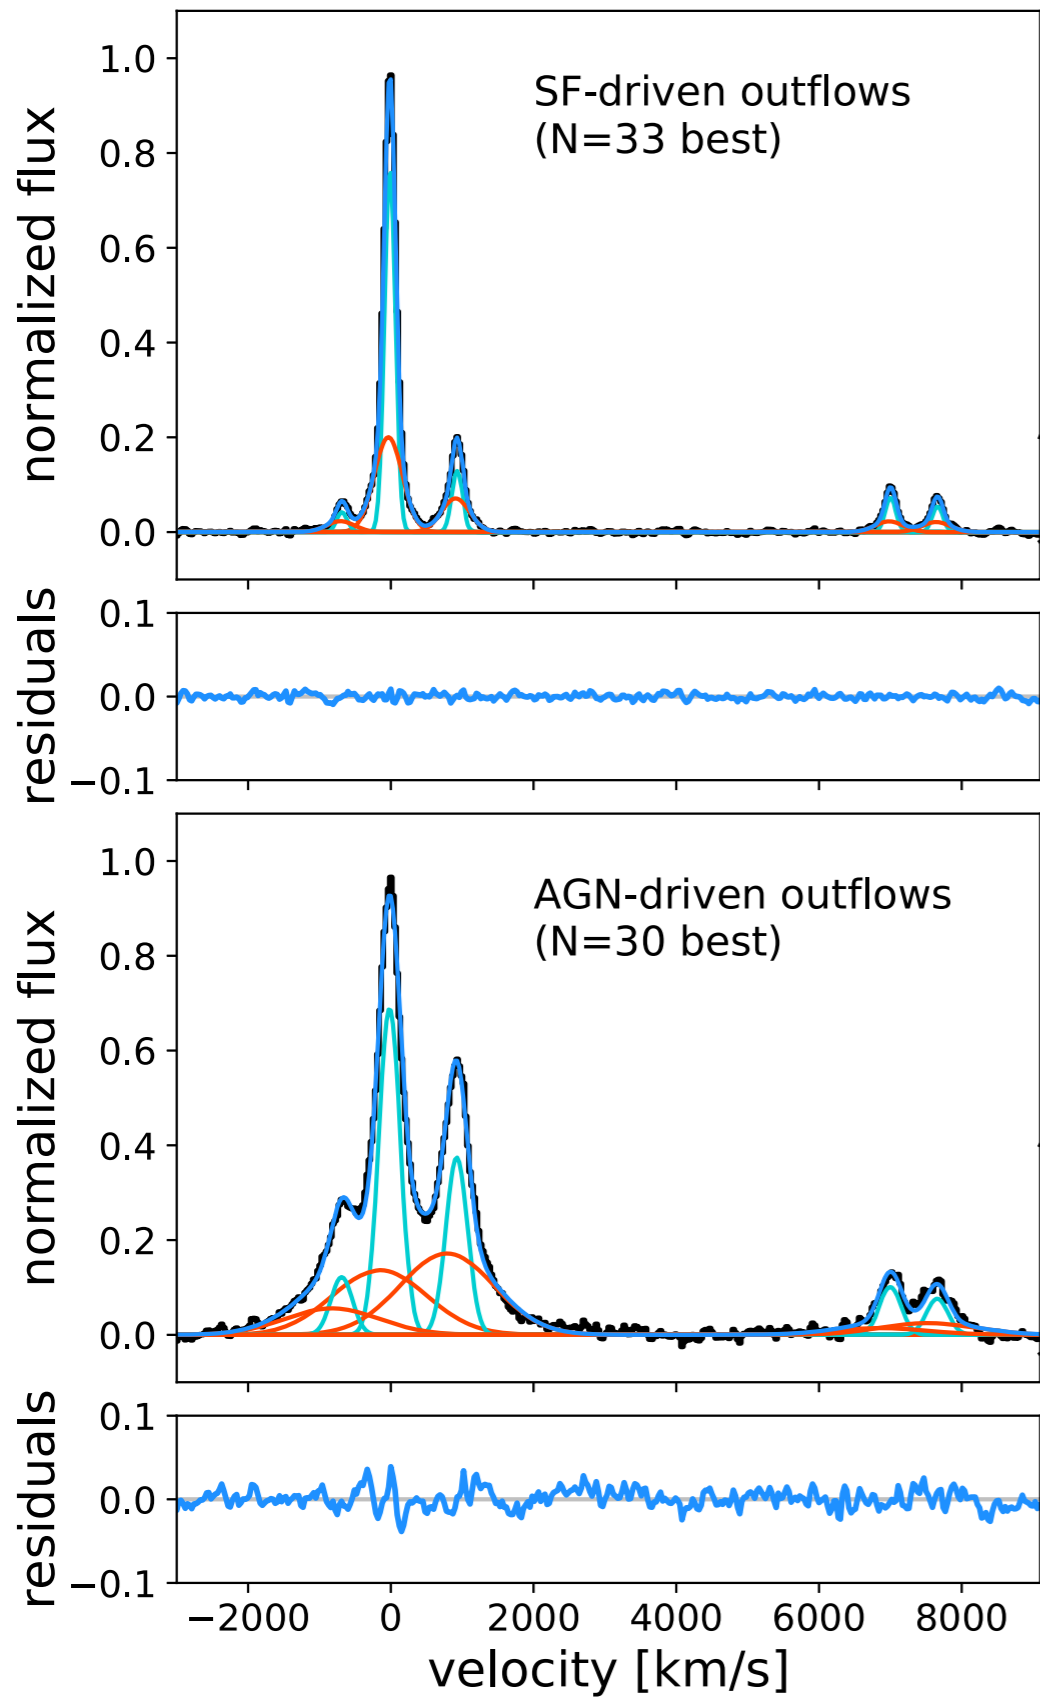 normalized flux
1.0
0.8
0.6
0.4
0.2
0.0
SF-driven outflows
(N=33 best)
residuals
0.1
0.0
−0.1
normalized flux
1.0
0.8
0.6
0.4
0.2
0.0
AGN-driven outflows
(N=30 best)
residuals
0.1
0.0
−0.1
−2000 0 2000 4000 6000 8000
velocity [km/s]